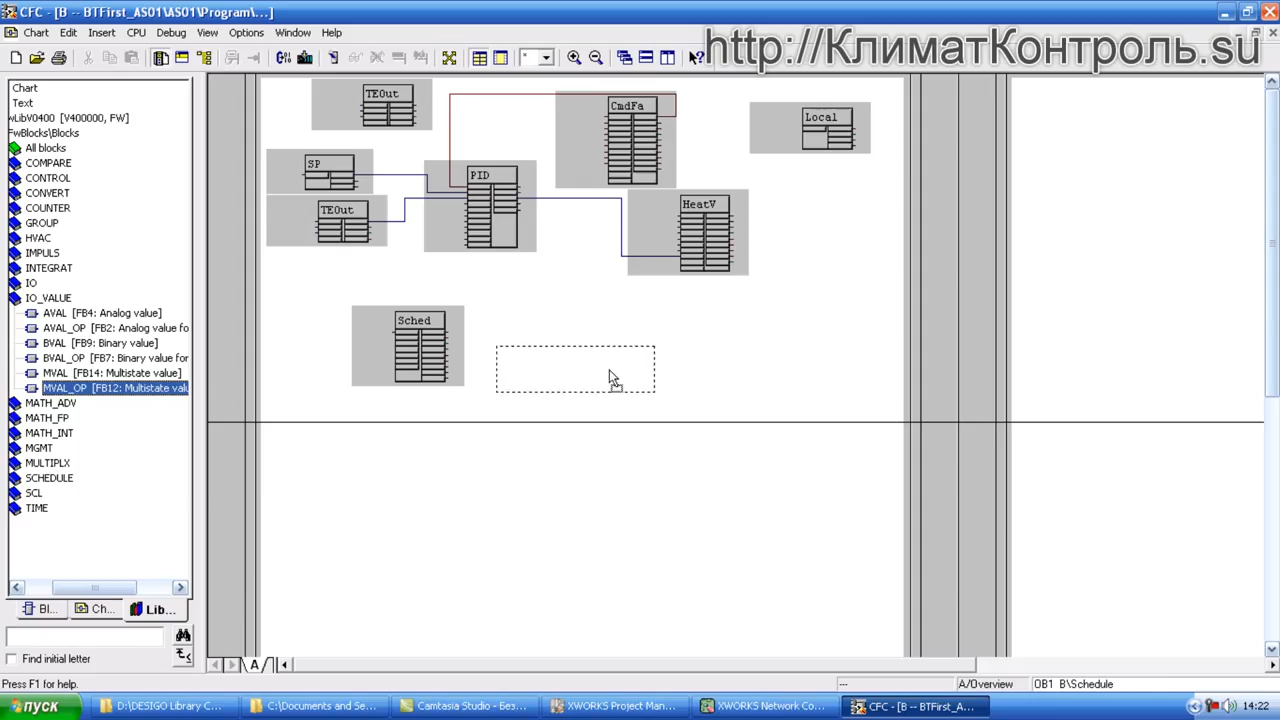 CFC - [B -- BTFirst_AS01\AS01\Program\...]
Chart Edit Insert CPU Debug View Options Window Help
http://КлиматКонтроль.su
Chart
Text
wLibV0400 [V400000, FW]
FwBlocks\Blocks
All blocks
COMPARE
CONTROL
CONVERT
COUNTER
GROUP
HVAC
IMPULS
INTEGRAT
IO
IO_VALUE
AVAL [FB4: Analog value]
AVAL_OP [FB2: Analog value fo
BVAL [FB9: Binary value]
BVAL_OP [FB7: Binary value for
MVAL [FB14: Multistate value]
MVAL_OP [FB12: Multistate valu
MATH_ADV
MATH_FP
MATH_INT
MGMT
MULTIPLX
SCHEDULE
SCL
TIME
TEOut
CmdFa
Local
SP
PID
TEOut
HeatV
Sched
Bl...
Ch...
Lib...
Find initial letter
A
Press F1 for help.
---
A/Overview
OB1 B\Schedule
пуск
D:\DESIGO Library C...
C:\Documents and Se...
Camtasia Studio - Без...
XWORKS Project Man...
XWORKS Network Co...
CFC - [B -- BTFirst_A...
14:22